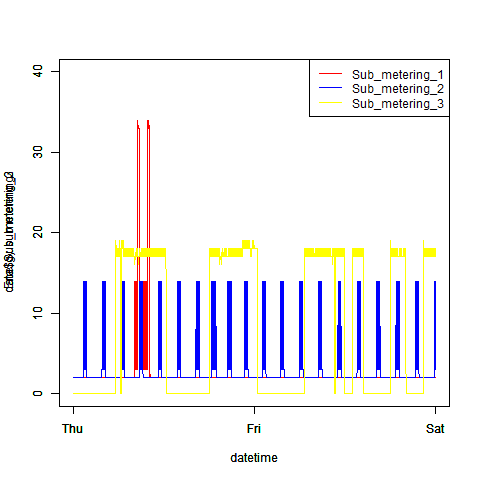 Sub_metering_1
Sub_metering_2
Sub_metering_3
40
30
20
10
0
Thu
Fri
Sat
datetime